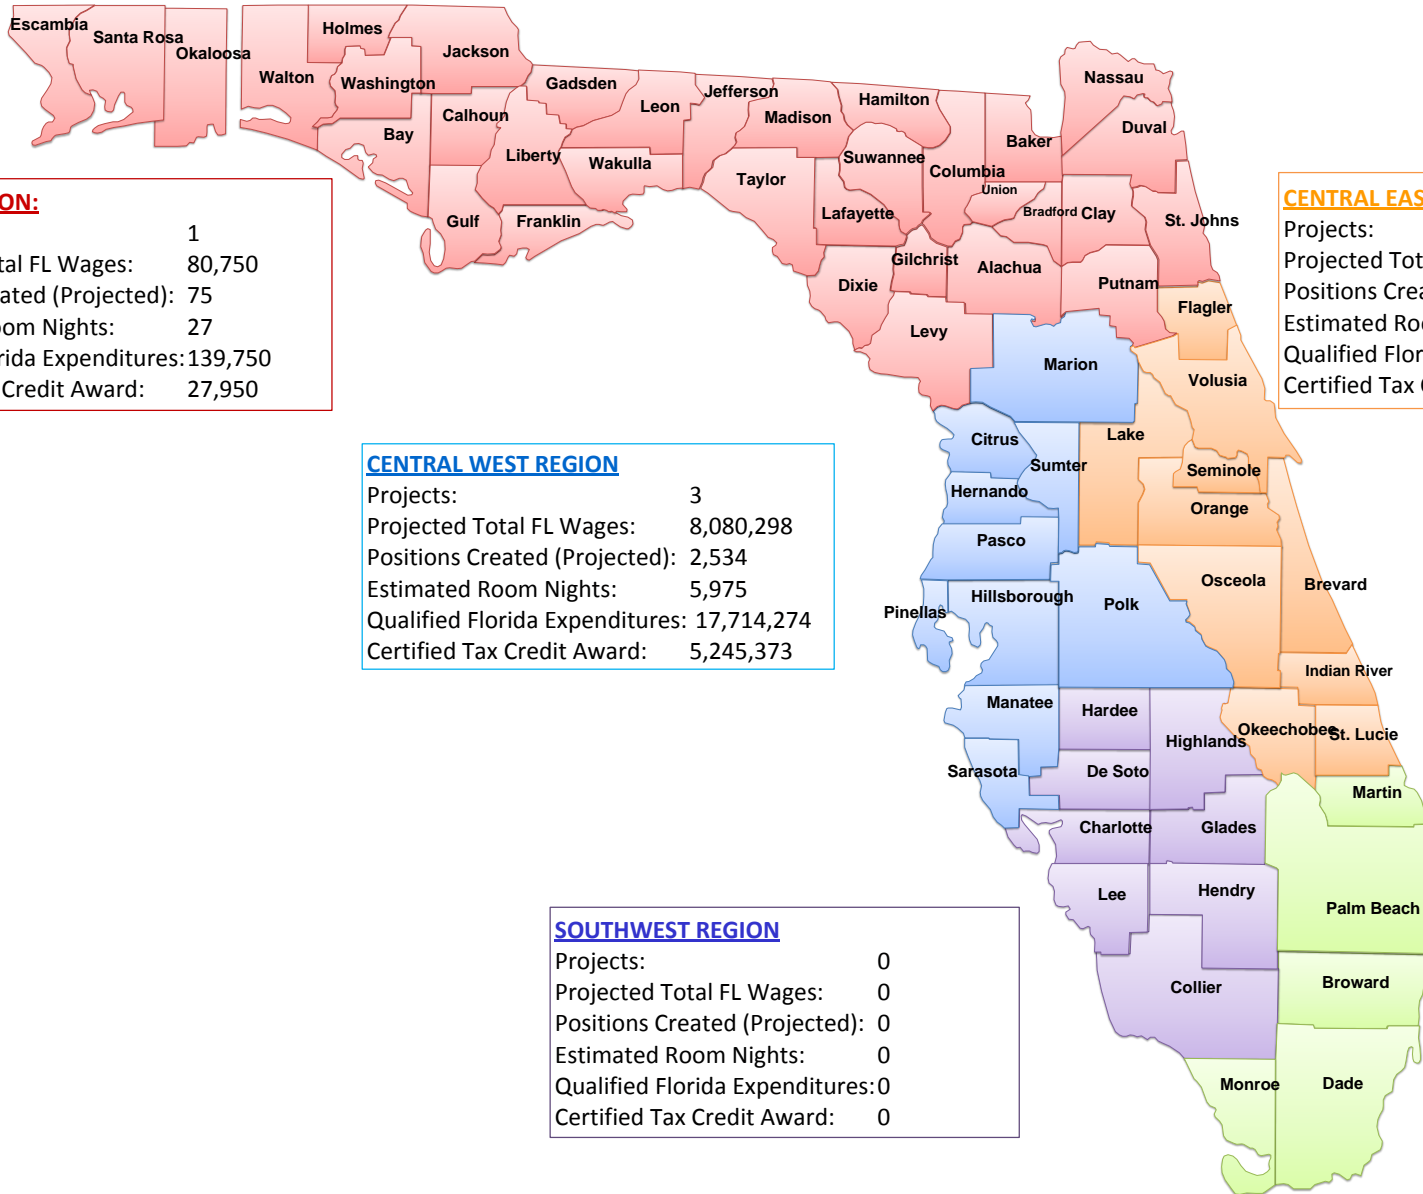 Escambia
Santa Rosa
Okaloosa
Walton
Holmes
Washington
Jackson
Bay
Calhoun
Gulf
Liberty
Gadsden
Franklin
Wakulla
Leon
Jefferson
Madison
Taylor
Hamilton
Suwannee
Lafayette
Dixie
Columbia
Gilchrist
Levy
Baker
Union
Bradford
Alachua
Nassau
Duval
Clay
St. Johns
Putnam
Flagler
Marion
Volusia
Citrus
Sumter
Lake
Seminole
Hernando
Orange
Pasco
Osceola
Brevard
Pinellas
Hillsborough
Polk
Indian River
Manatee
Hardee
Highlands
Okeechobee
St. Lucie
Sarasota
De Soto
Martin
Charlotte
Glades
Lee
Hendry
Palm Beach
Collier
Broward
Monroe
Dade
ON:
1
tal FL Wages: 80,750
ated (Projected): 75
oom Nights: 27
rida Expenditures: 139,750
Credit Award: 27,950
CENTRAL EAS
Projects:
Projected Tot
Positions Crea
Estimated Roo
Qualified Flor
Certified Tax C
CENTRAL WEST REGION
Projects: 3
Projected Total FL Wages: 8,080,298
Positions Created (Projected): 2,534
Estimated Room Nights: 5,975
Qualified Florida Expenditures: 17,714,274
Certified Tax Credit Award: 5,245,373
SOUTHWEST REGION
Projects: 0
Projected Total FL Wages: 0
Positions Created (Projected): 0
Estimated Room Nights: 0
Qualified Florida Expenditures: 0
Certified Tax Credit Award: 0